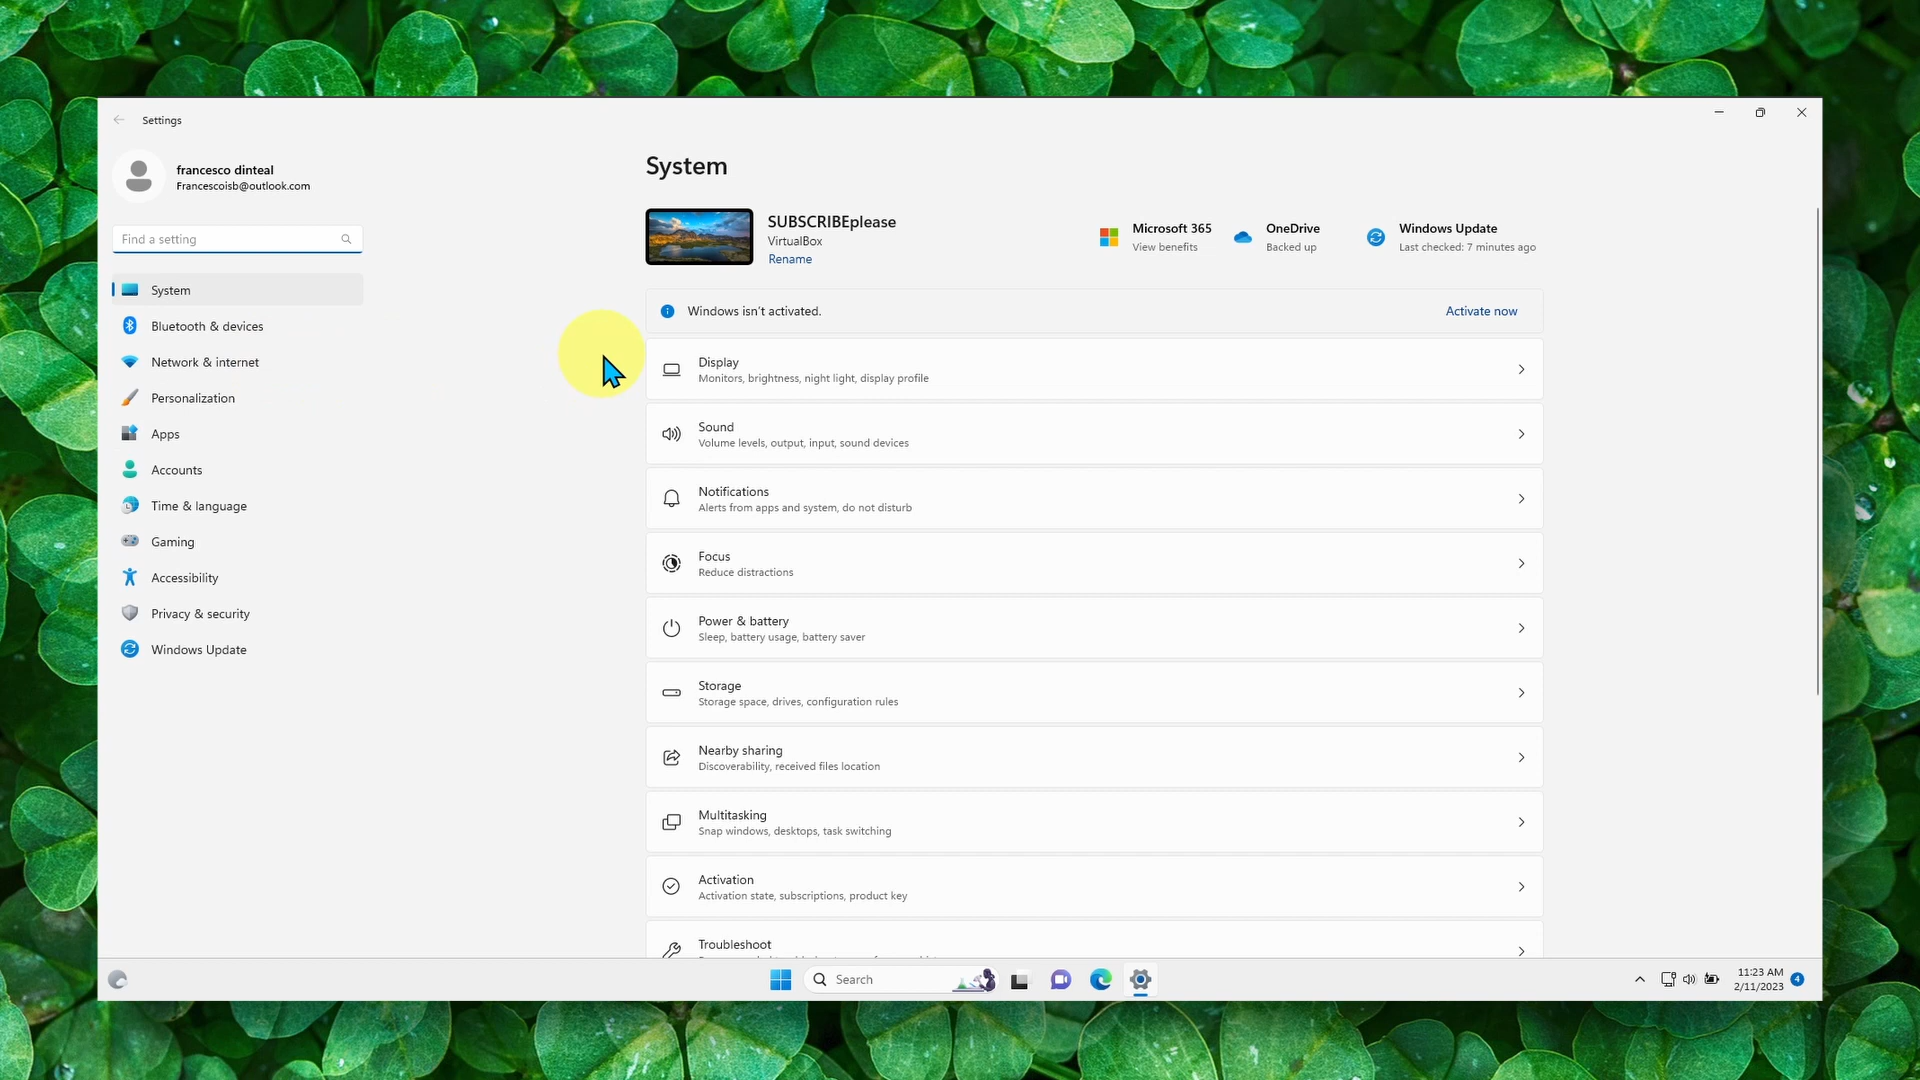 Settings
francesco dinteal
Francescoisb@outlook.com
Find a setting
System
Bluetooth & devices
Network & internet
Personalization
Apps
Accounts
Time & language
Gaming
Accessibility
Privacy & security
Windows Update
System
SUBSCRIBEplease
VirtualBox
Rename
Microsoft 365
View benefits
OneDrive
Backed up
Windows Update
Last checked: 7 minutes ago
Windows isn't activated.
Activate now
Display
Monitors, brightness, night light, display profile
Sound
Volume levels, output, input, sound devices
Notifications
Alerts from apps and system, do not disturb
Focus
Reduce distractions
Power & battery
Sleep, battery usage, battery saver
Storage
Storage space, drives, configuration rules
Nearby sharing
Discoverability, received files location
Multitasking
Snap windows, desktops, task switching
Activation
Activation state, subscriptions, product key
Troubleshoot
Search
11:23 AM
2/11/2023
4